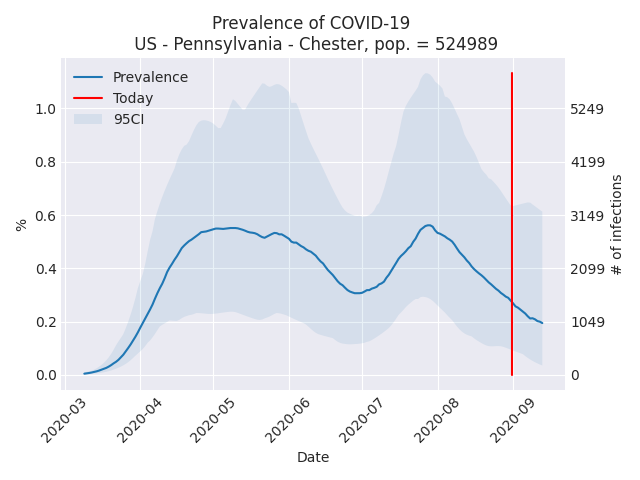 Prevalence of COVID-19
US - Pennsylvania - Chester, pop. = 524989
Prevalence
Today
95CI
1.0
0.8
0.6
0.4
0.2
0.0
%
5249
4199
3149
2099
1049
0
# of infections
2020-03
2020-04
2020-05
2020-06
2020-07
2020-08
2020-09
Date